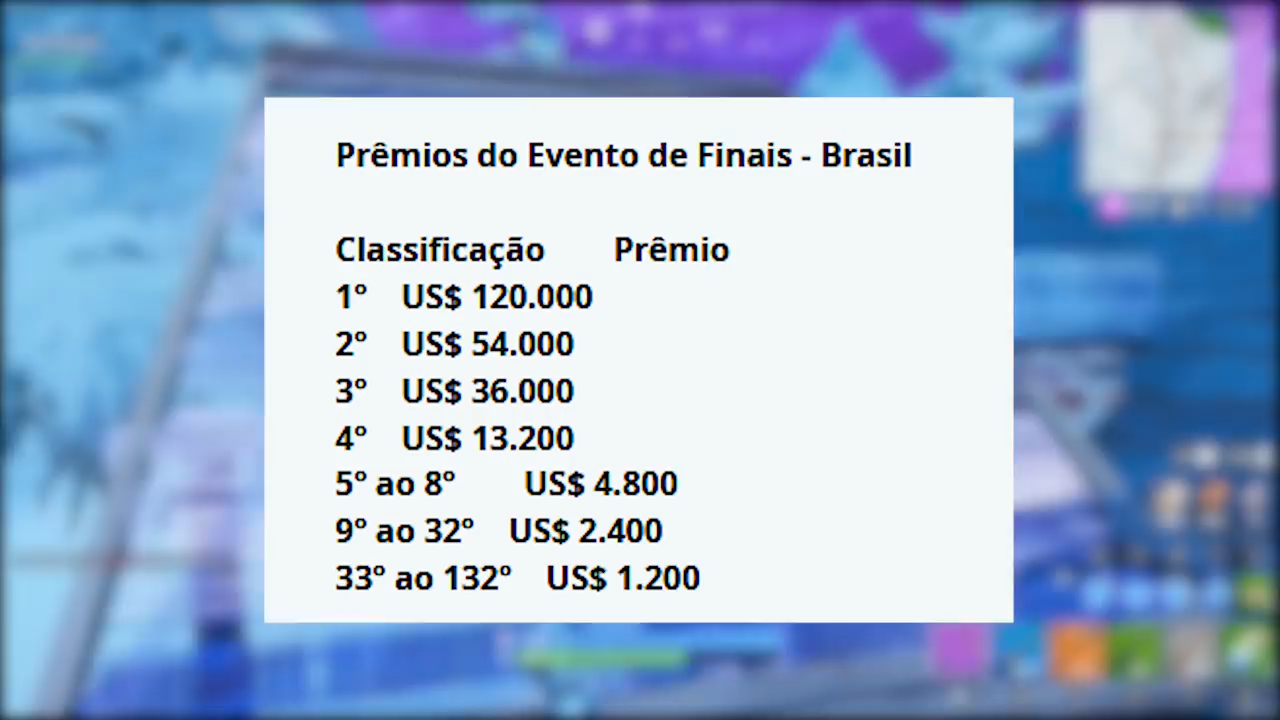 Prêmios do Evento de Finais - Brasil
Classificação Prêmio
1º US$ 120.000
2º US$ 54.000
3º US$ 36.000
4º US$ 13.200
5º ao 8º US$ 4.800
9º ao 32º US$ 2.400
33º ao 132º US$ 1.200